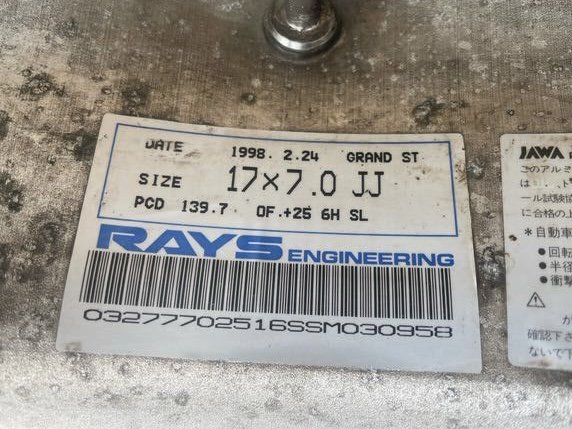 DATE 1998. 2.24 GRAND ST
SIZE 17×7.0 JJ
PCD 139.7 OF.+25 6H SL
RAYS ENGINEERING
03277702516SSM030958
JAWA
このアルミ
ール試験
に合格の上
*自動車
●回転
●半径
●衝撃
⚠
が
確認下さ
ないで下